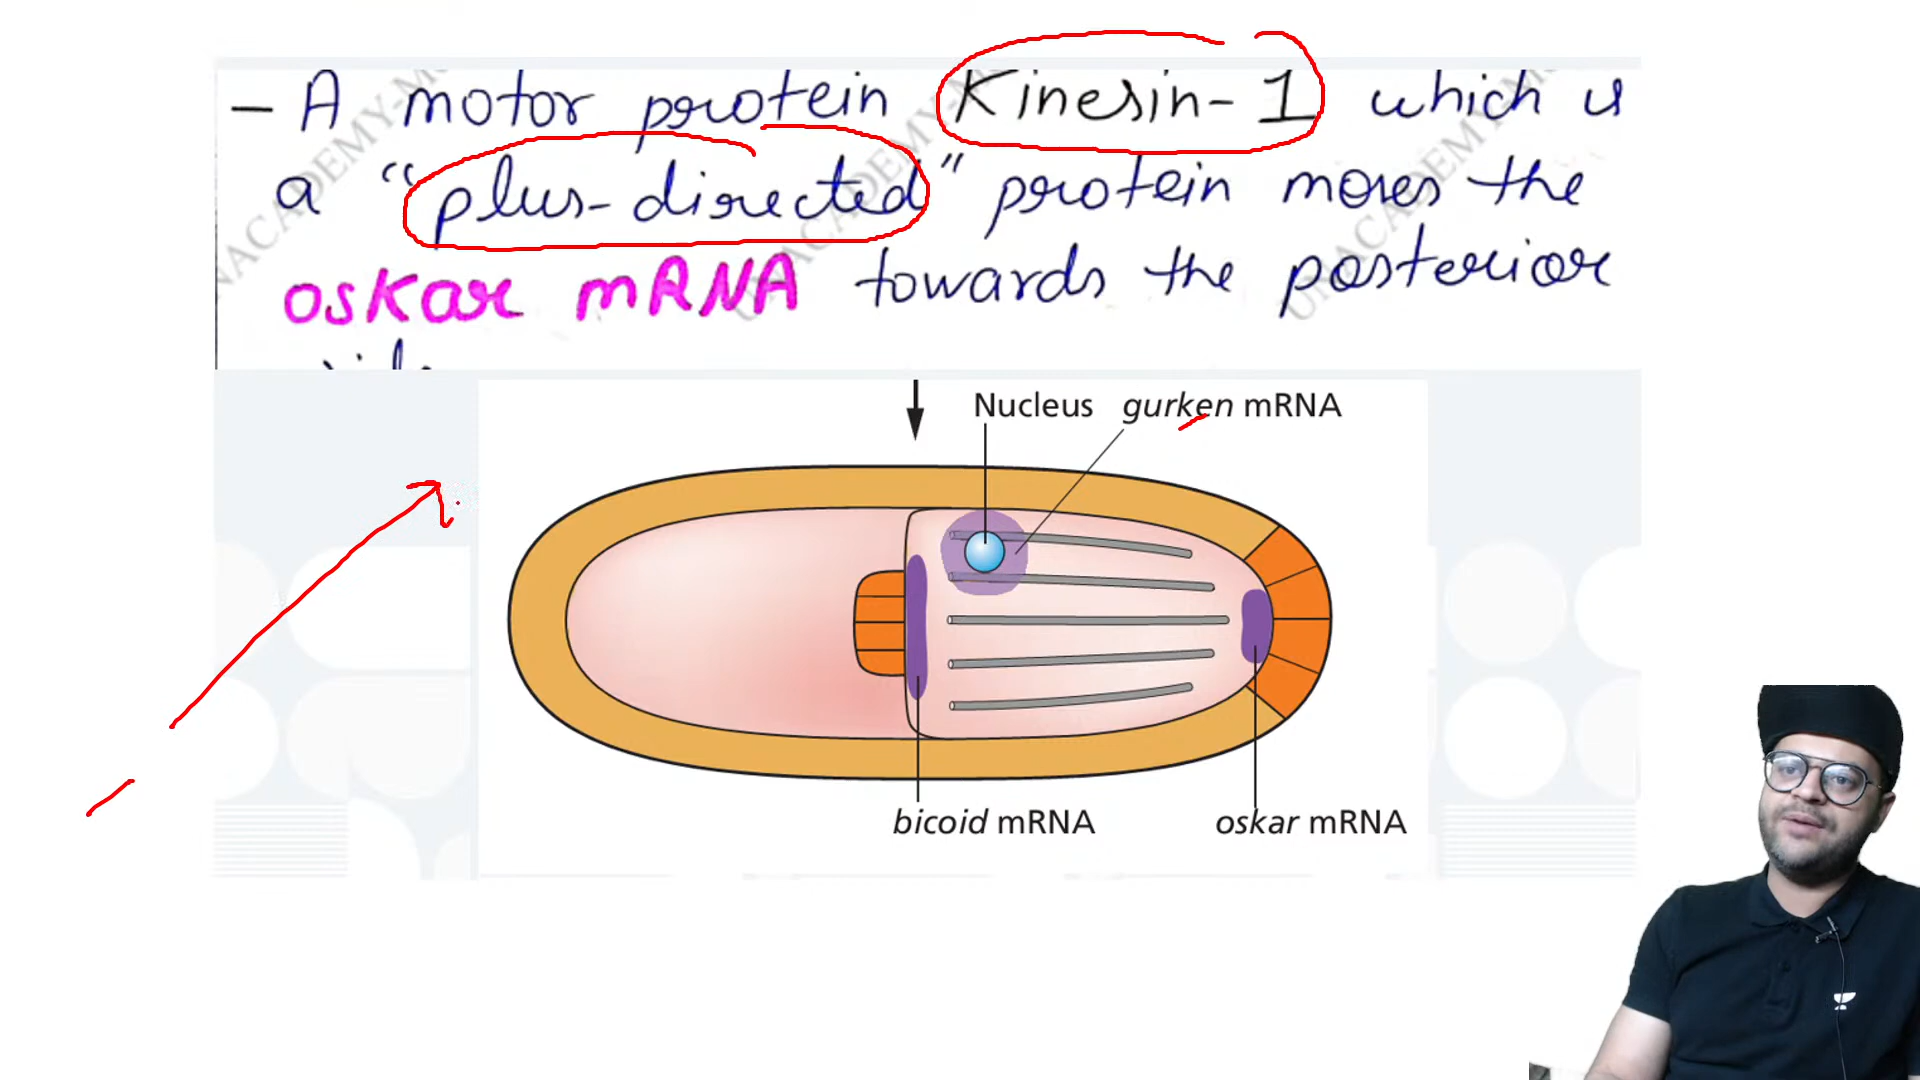 - A motor protein Kinesin-1 which is
a "plus-directed" protein moves the
oskar mRNA towards the posterior
Nucleus gurken mRNA
bicoid mRNA oskar mRNA